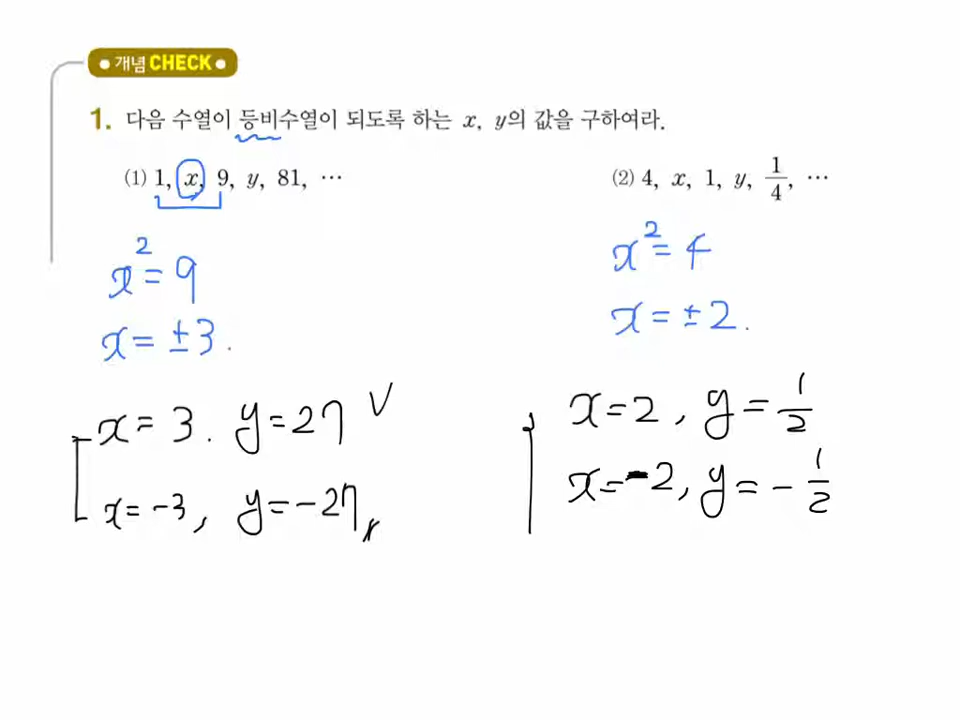 개념 CHECK
1. 다음 수열이 등비수열이 되도록 하는 x, y의 값을 구하여라.
(1) 1, x, 9, y, 81, ⋯
x² = 9
x = ±3.
x = 3. y = 27
x = -3, y = -27
(2) 4, x, 1, y, 1/4, ⋯
x² = 4
x = ±2.
x = 2, y = 1/2
x = -2, y = -1/2